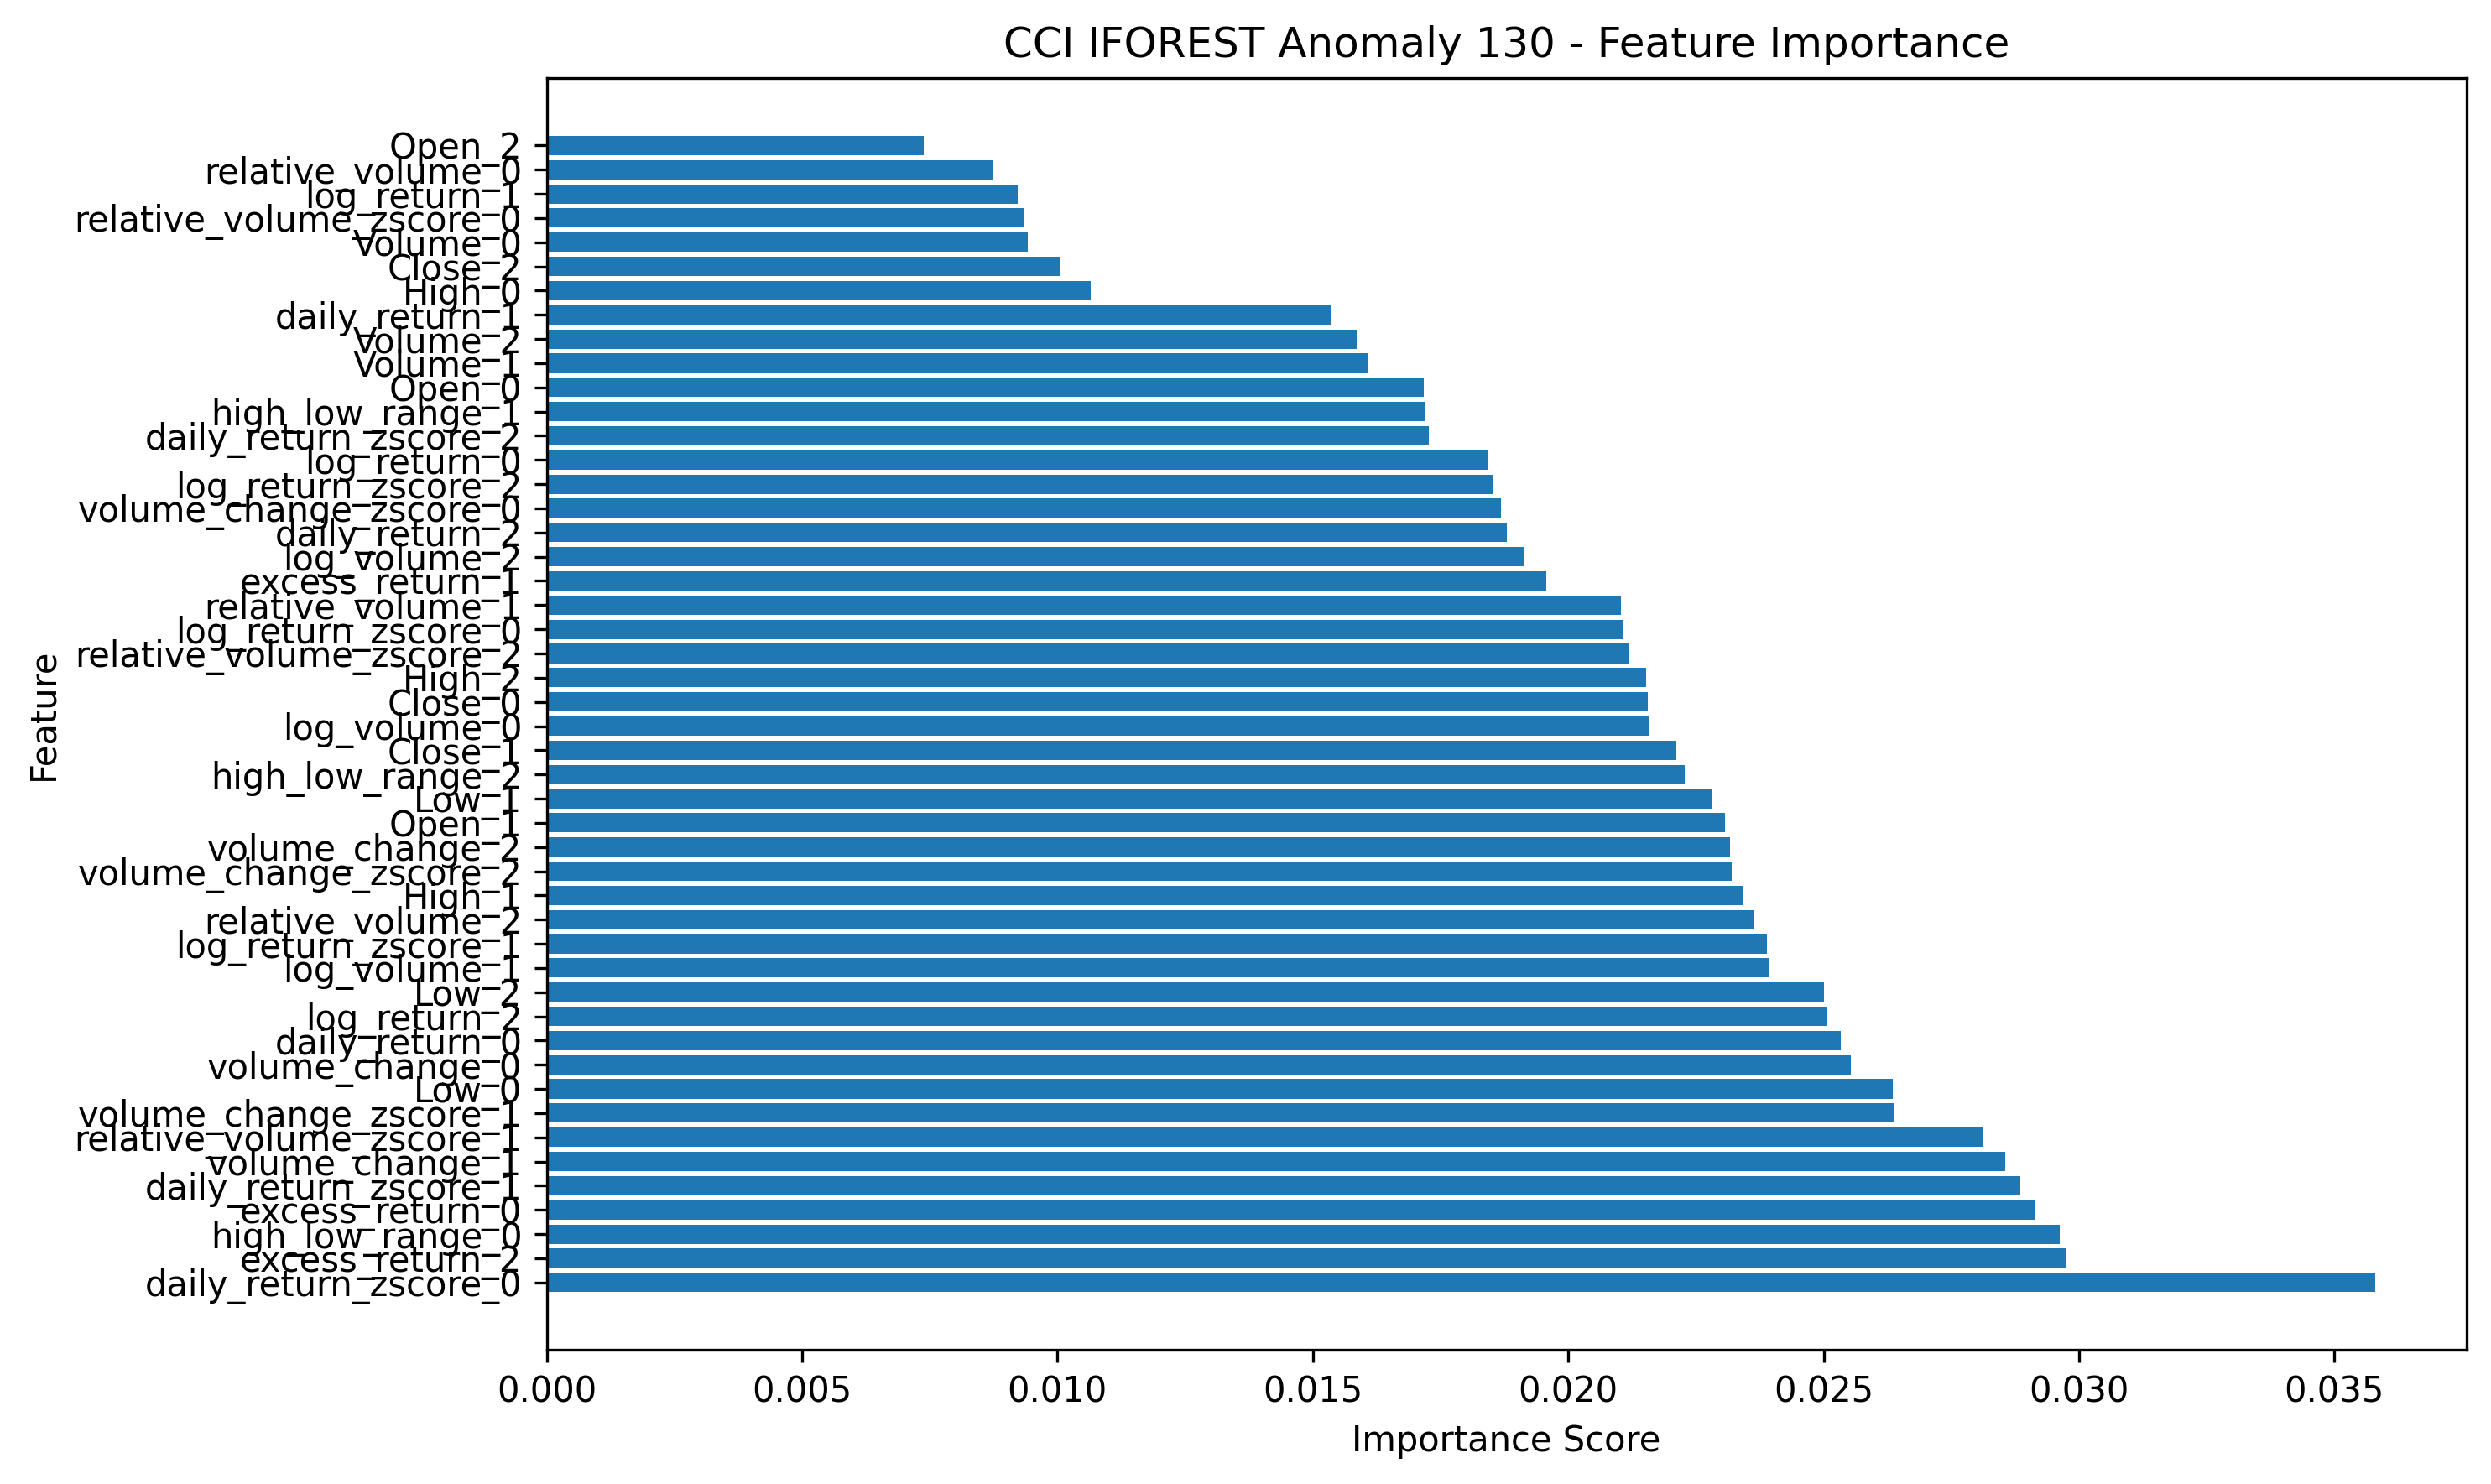 CCI IFOREST Anomaly 130 - Feature Importance
Open_2
relative_volume_0
log_return_1
relative_volume_zscore_0
Volume_0
Close_2
High_0
daily_return_1
Volume_2
Volume_1
Open_0
high_low_range_1
daily_return_zscore_2
log_return_0
log_return_zscore_2
volume_change_zscore_0
daily_return_2
log_volume_2
excess_return_1
relative_volume_1
log_return_zscore_0
relative_volume_zscore_2
High_2
Close_0
log_volume_0
Close_1
high_low_range_2
Low_1
Open_1
volume_change_2
volume_change_zscore_2
High_1
relative_volume_2
log_return_zscore_1
log_volume_1
Low_2
log_return_2
daily_return_0
volume_change_0
Low_0
volume_change_zscore_1
relative_volume_zscore_1
volume_change_1
daily_return_zscore_1
excess_return_0
high_low_range_0
excess_return_2
daily_return_zscore_0
Feature
0.000 0.005 0.010 0.015 0.020 0.025 0.030 0.035
Importance Score